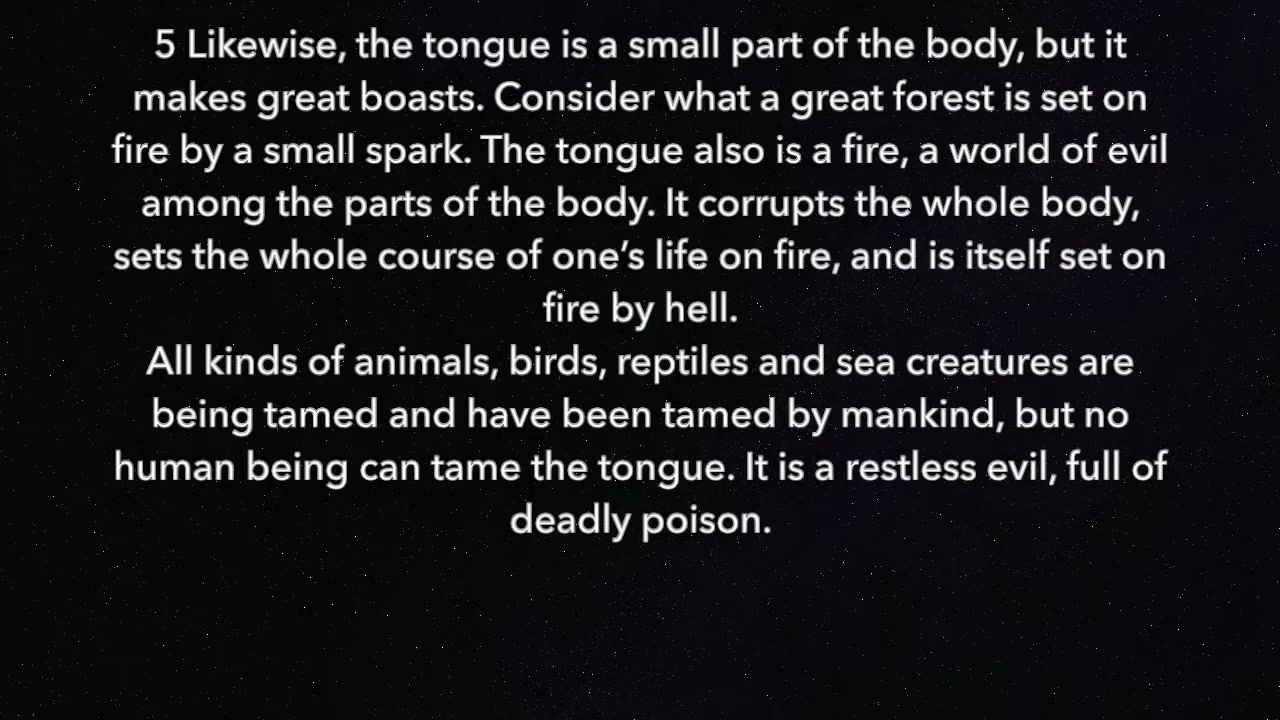 5 Likewise, the tongue is a small part of the body, but it
makes great boasts. Consider what a great forest is set on
fire by a small spark. The tongue also is a fire, a world of evil
among the parts of the body. It corrupts the whole body,
sets the whole course of one’s life on fire, and is itself set on
fire by hell.
All kinds of animals, birds, reptiles and sea creatures are
being tamed and have been tamed by mankind, but no
human being can tame the tongue. It is a restless evil, full of
deadly poison.